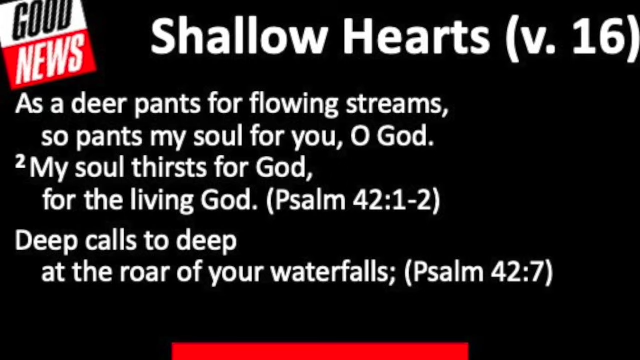 GOOD
NEWS
Shallow Hearts (v. 16)
As a deer pants for flowing streams,
so pants my soul for you, O God.
2 My soul thirsts for God,
for the living God. (Psalm 42:1-2)
Deep calls to deep
at the roar of your waterfalls; (Psalm 42:7)